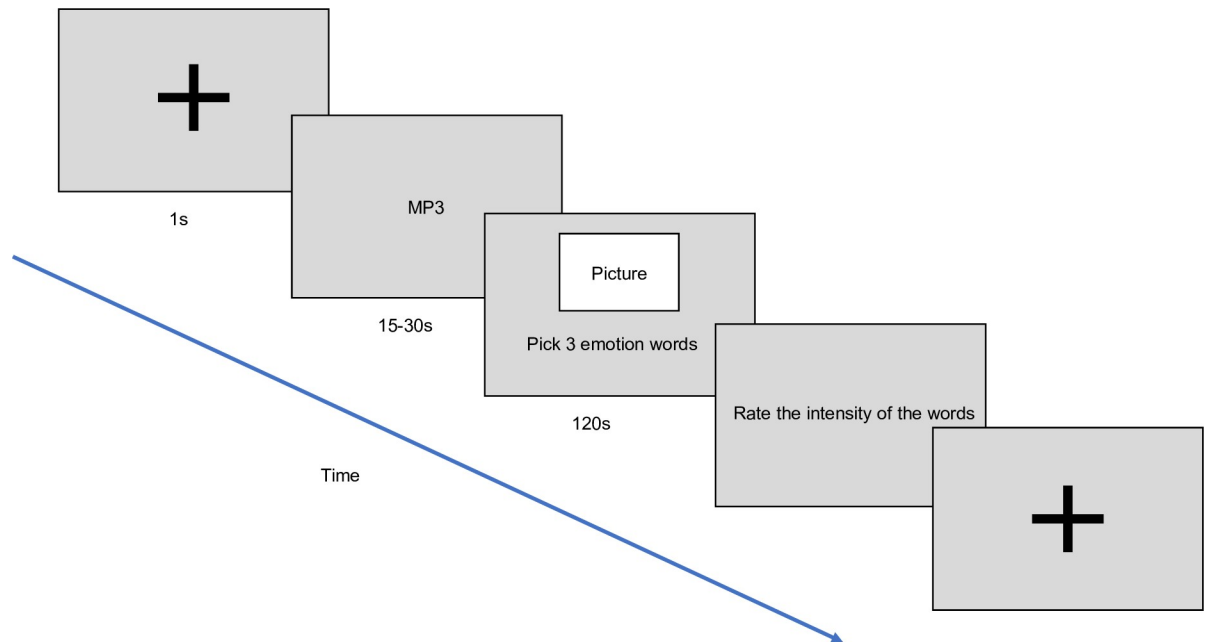 1s
MP3
15-30s
Picture
Pick 3 emotion words
120s
Rate the intensity of the words
Time